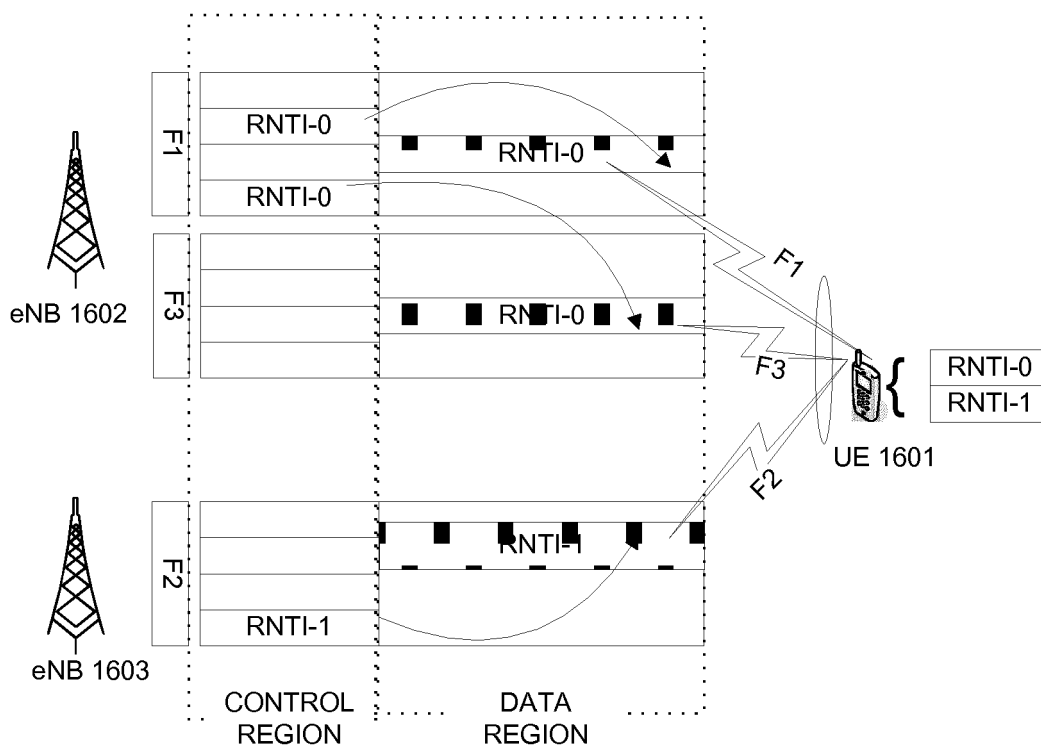 F1
RNTI-0
RNTI-0
RNTI-0
F1
eNB 1602
F3
RNTI-0
F3
RNTI-0
RNTI-1
{
UE 1601
F2
F2
RNTI-1
RNTI-1
eNB 1603
CONTROL
REGION
DATA
REGION